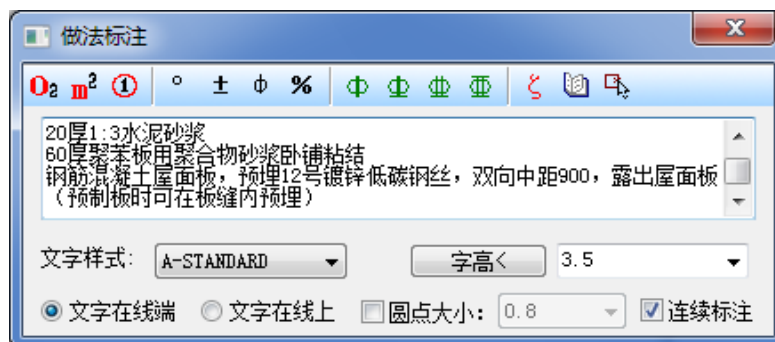 做法标注
O₂ m² ① ° ± ϕ %
20厚1:3水泥砂浆
60厚聚苯板用聚合物砂浆卧铺粘结
钢筋混凝土屋面板，预埋12号镀锌低碳钢丝，双向中距900，露出屋面板
（预制板时可在板缝内预埋）
文字样式: A-STANDARD 字高< 3.5
文字在线端 文字在线上 圆点大小: 0.8 连续标注